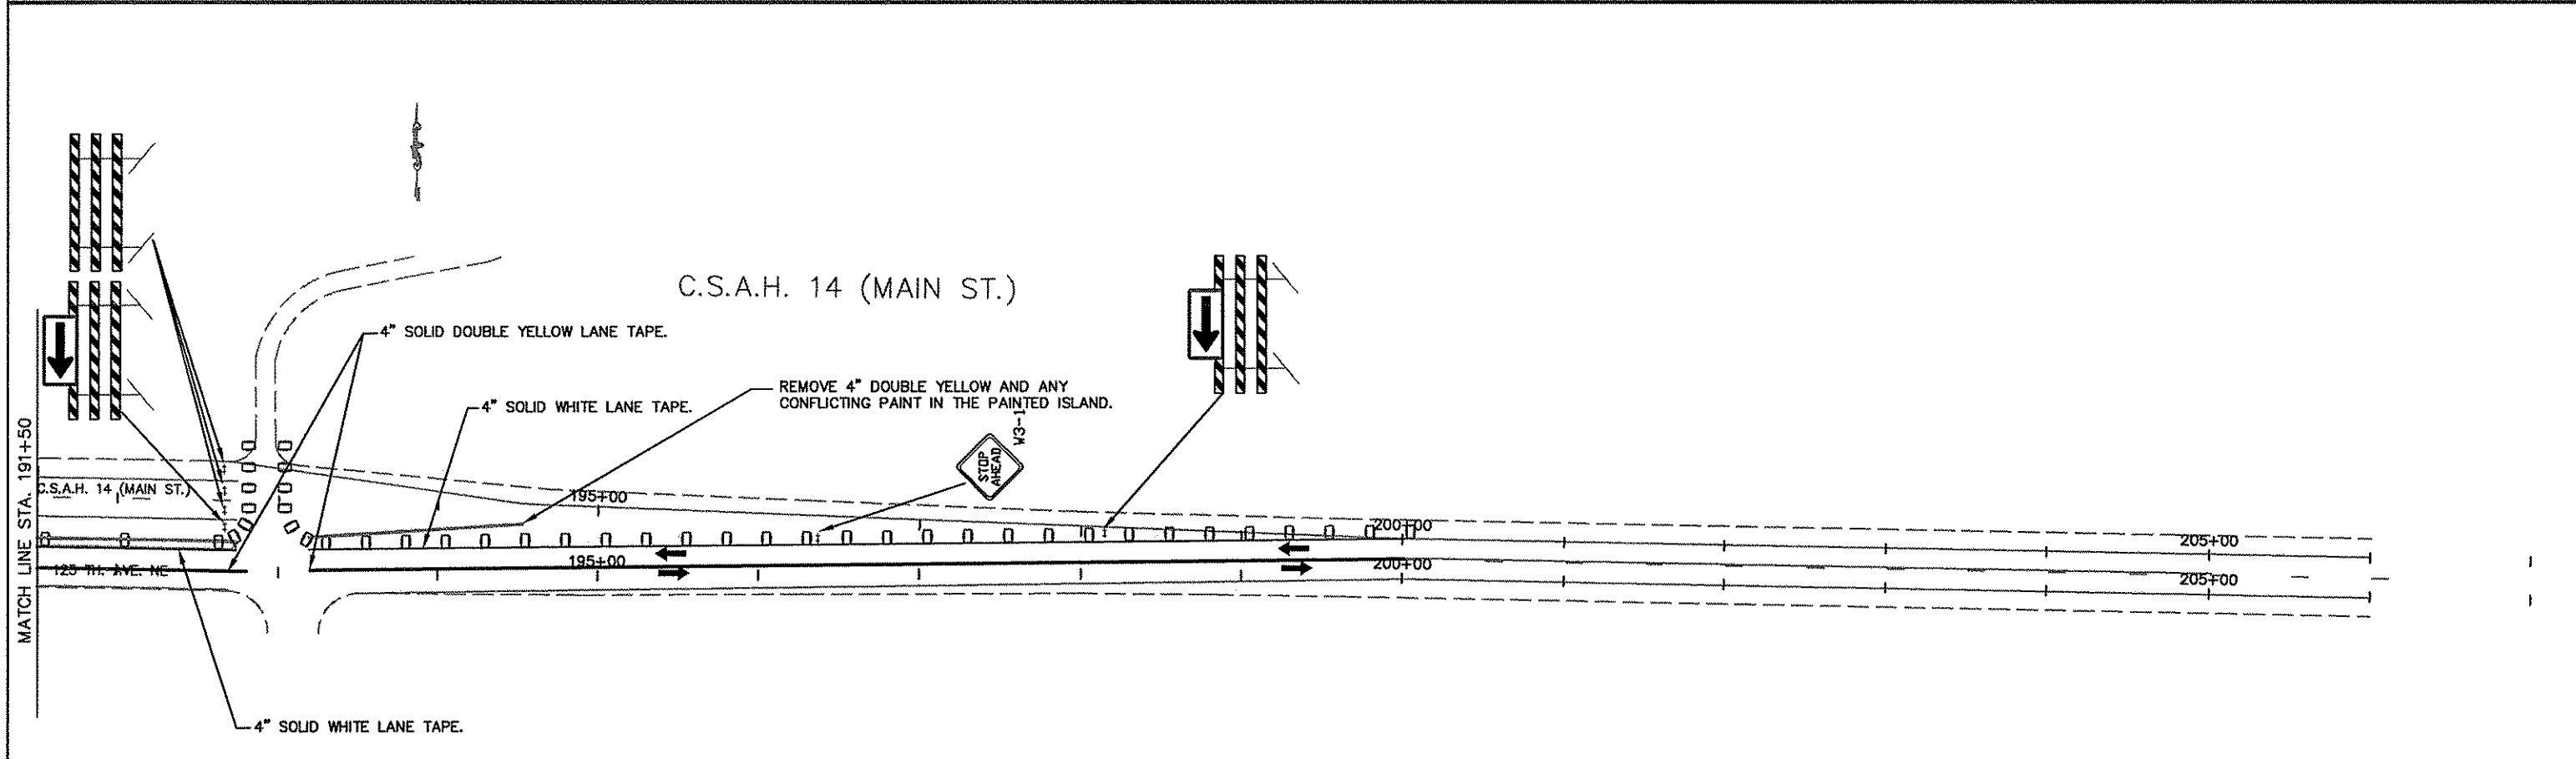 C.S.A.H. 14 (MAIN ST.)
4" SOLID DOUBLE YELLOW LANE TAPE.
REMOVE 4" DOUBLE YELLOW AND ANY
CONFLICTING PAINT IN THE PAINTED ISLAND.
4" SOLID WHITE LANE TAPE.
W3-1
STOP
AHEAD
MATCH LINE STA. 191+50
C.S.A.H. 14 (MAIN ST.)
195+00
200+00
205+00
125 TH. AVE. NE
195+00
200+00
205+00
4" SOLID WHITE LANE TAPE.